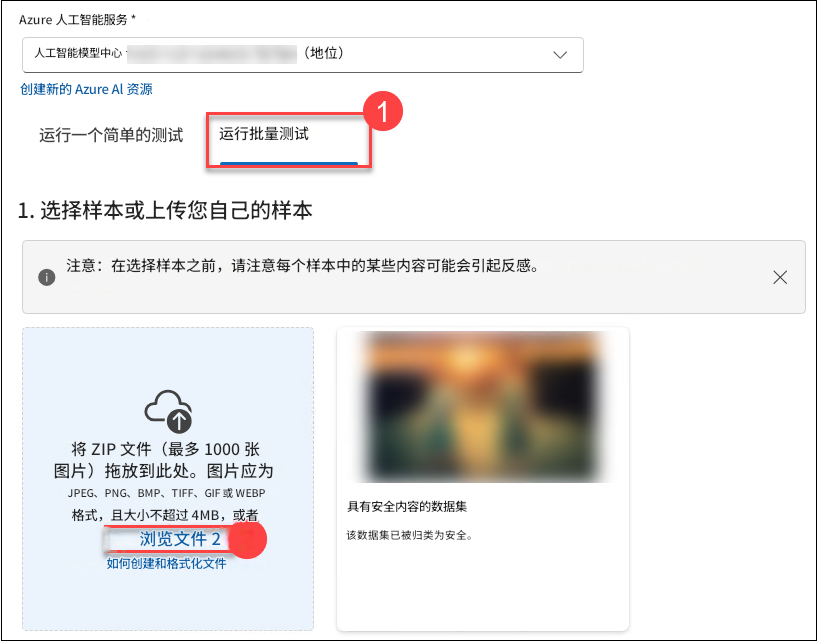 Azure 人工智能服务 *
人工智能模型中心 （地位）
创建新的 Azure AI 资源
运行一个简单的测试
运行批量测试
1
1. 选择样本或上传您自己的样本
注意：在选择样本之前，请注意每个样本中的某些内容可能会引起反感。
将 ZIP 文件（最多 1000 张
图片）拖放到此处。图片应为
JPEG、PNG、BMP、TIFF、GIF 或 WEBP
格式，且大小不超过 4MB，或者
浏览文件 2
如何创建和格式化文件
具有安全内容的数据集
该数据集已被归类为安全。